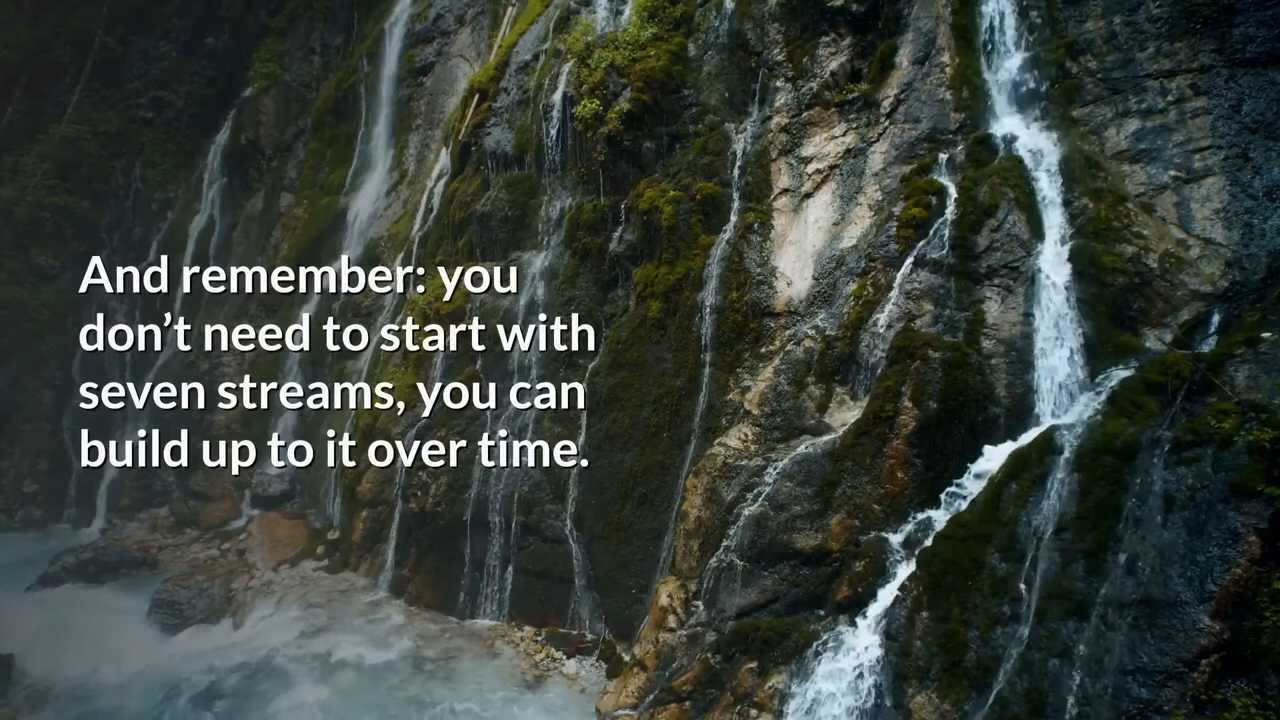 And remember: you
don’t need to start with
seven streams, you can
build up to it over time.